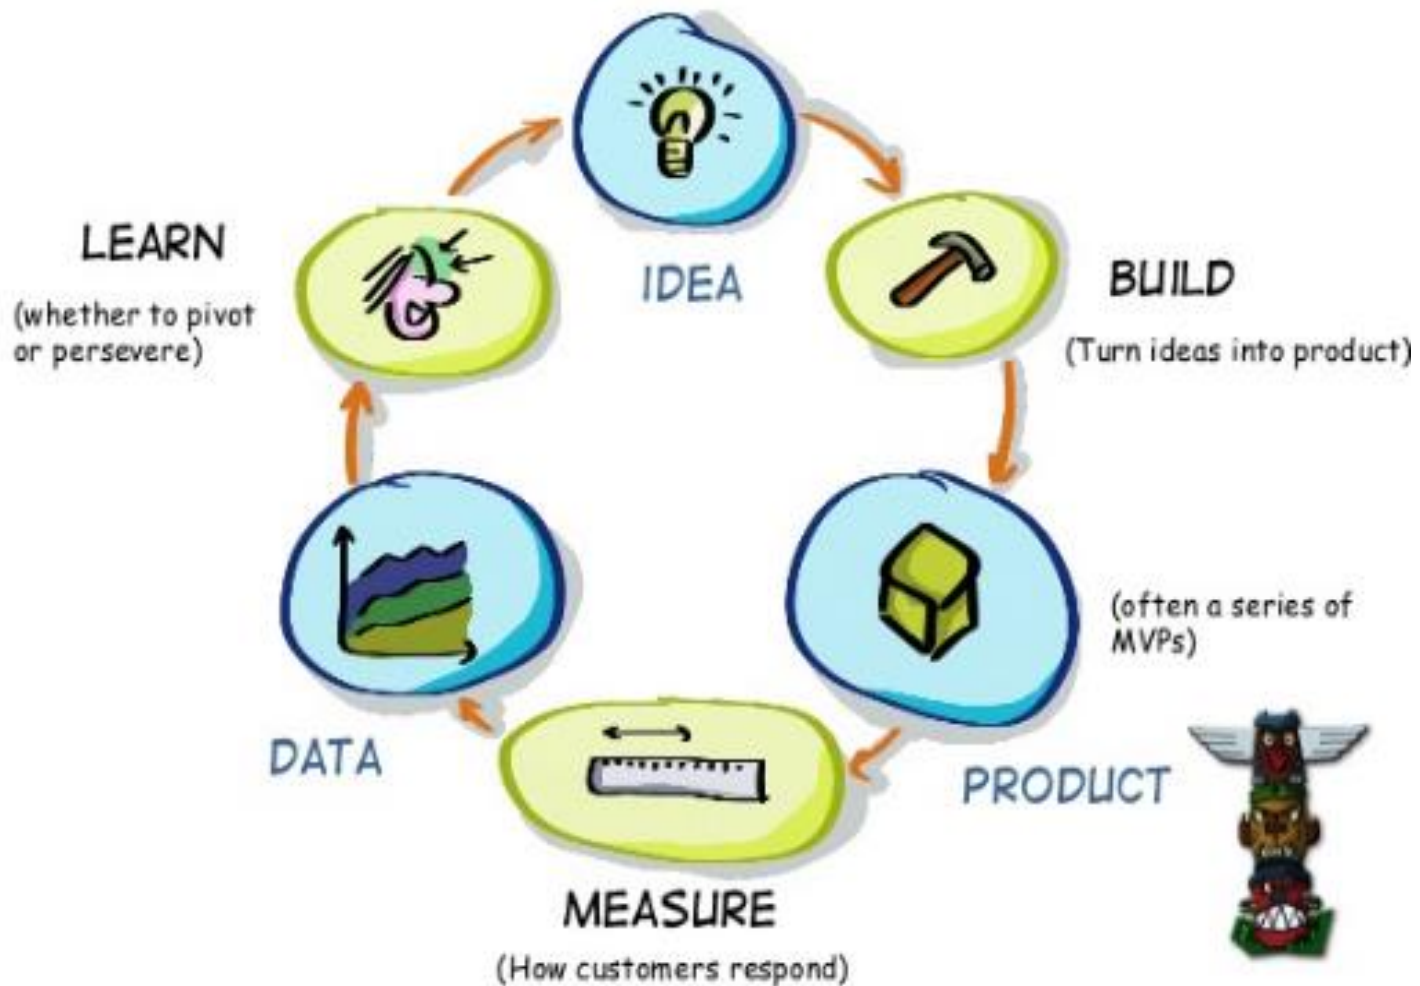 IDEA
LEARN
(whether to pivot
or persevere)
BUILD
(Turn ideas into product)
(often a series of
MVPs)
PRODUCT
MEASURE
(How customers respond)
DATA